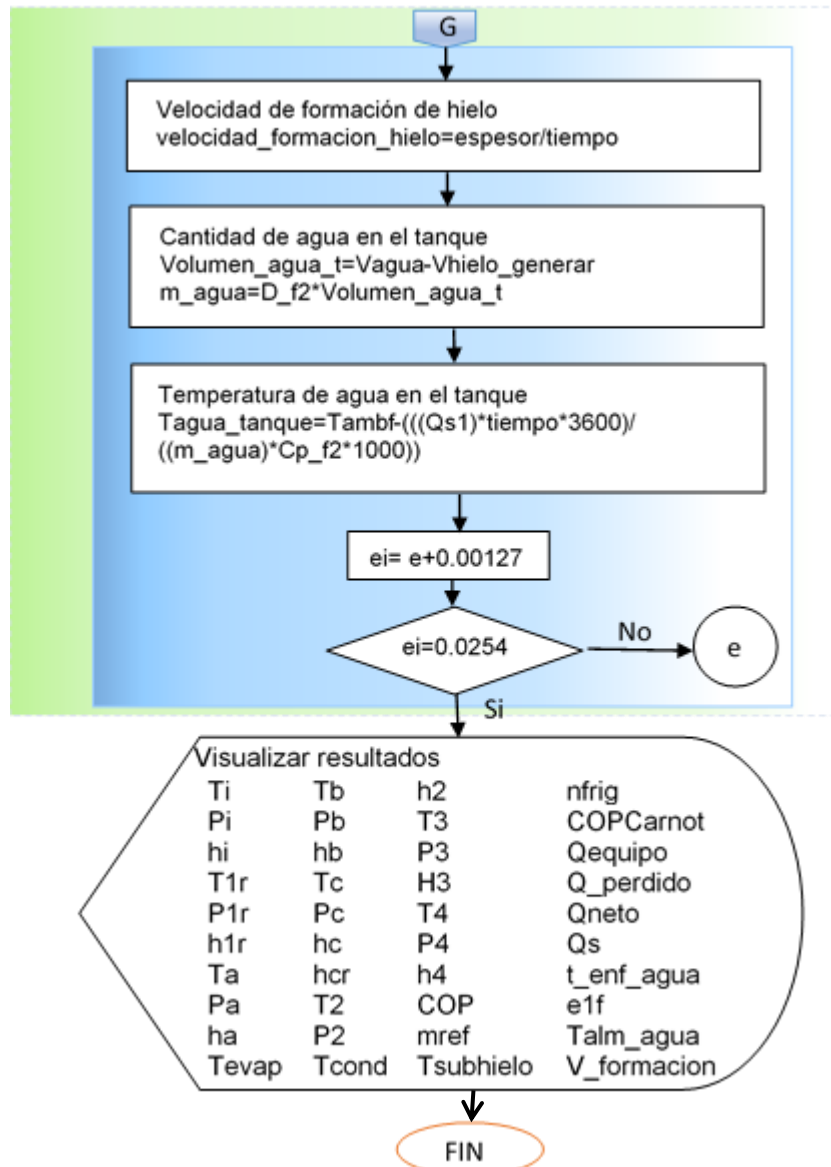 G
Velocidad de formación de hielo
velocidad_formacion_hielo=espesor/tiempo
Cantidad de agua en el tanque
Volumen_agua_t=Vagua-Vhielo_generar
m_agua=D_f2*Volumen_agua_t
Temperatura de agua en el tanque
Tagua_tanque=Tambf-(((Qs1)*tiempo*3600)/
((m_agua)*Cp_f2*1000))
ei= e+0.00127
ei=0.0254
No
e
Si
Visualizar resultados
Ti Tb h2 nfrig
Pi Pb T3 COPCarnot
hi hb P3 Qequipo
T1r Tc H3 Q_perdido
P1r Pc T4 Qneto
h1r hc P4 Qs
Ta hcr h4 t_enf_agua
Pa T2 COP e1f
ha P2 mref Talm_agua
Tevap Tcond Tsubhielo V_formacion
FIN